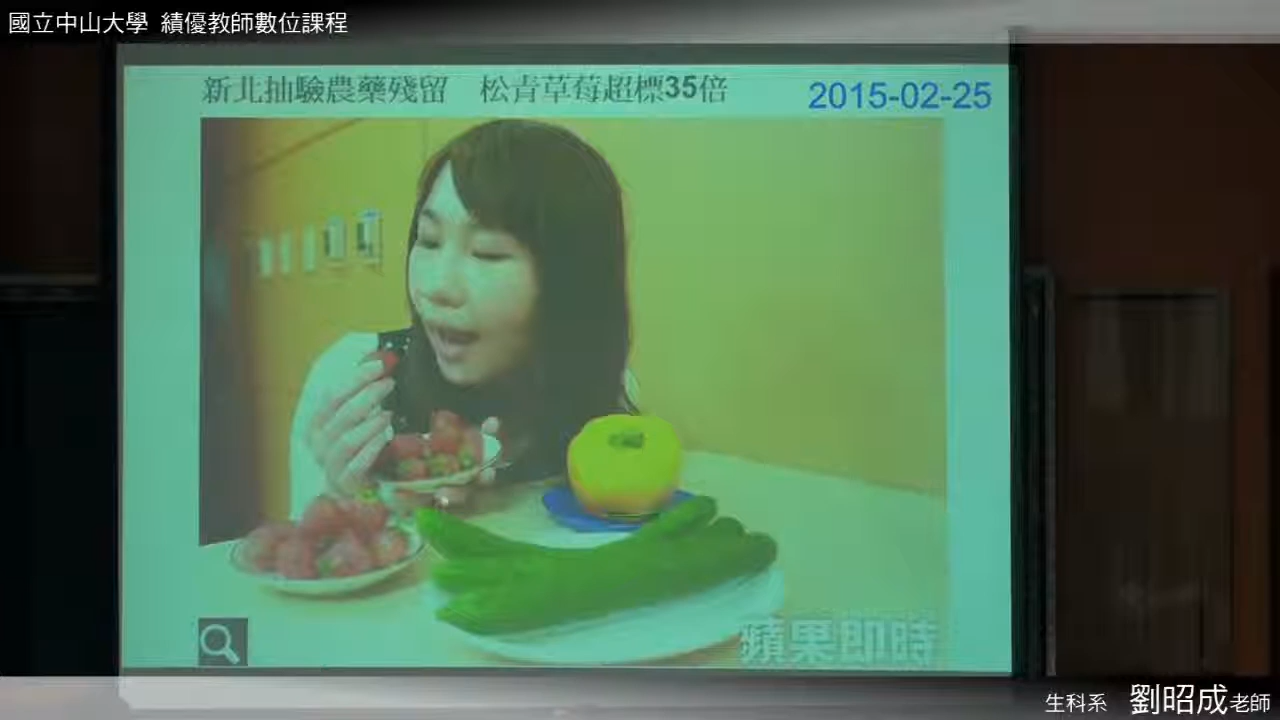 國立中山大學 績優教師數位課程
新北抽驗農藥殘留 松青草莓超標35倍
2015-02-25
蘋果即時
生科系 劉昭成老師